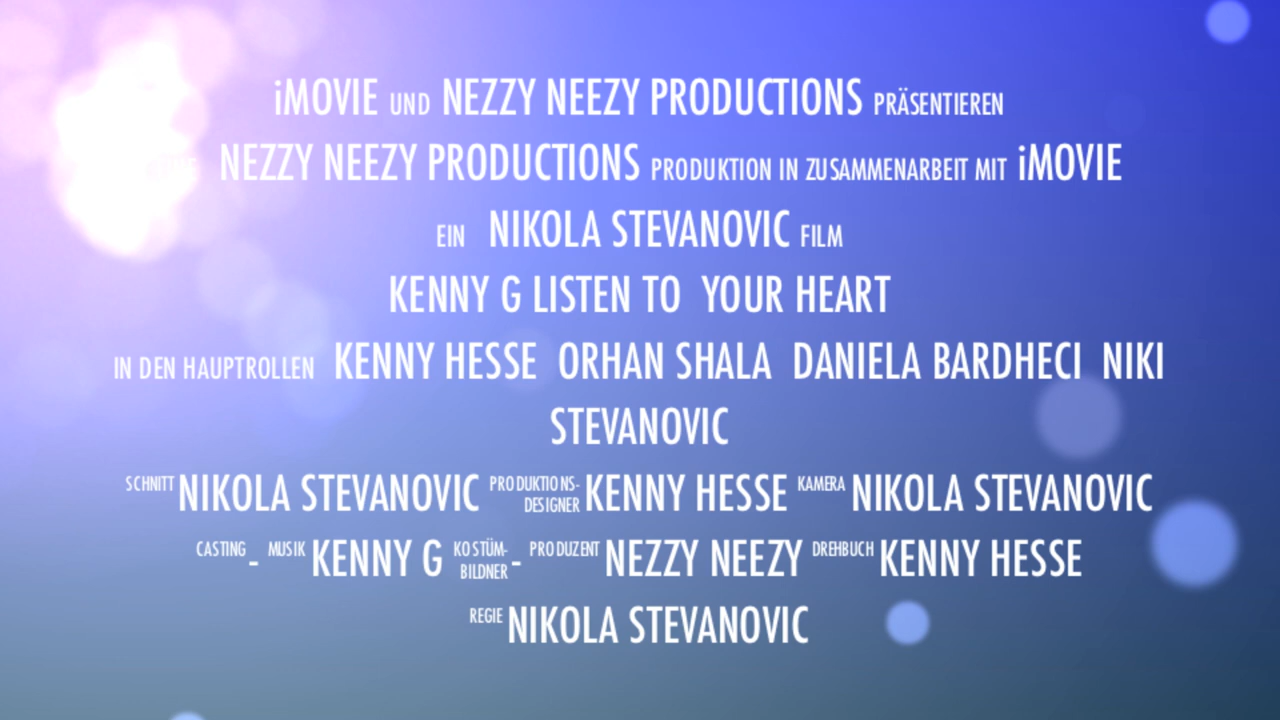 iMOVIE UND NEZZY NEEZY PRODUCTIONS PRÄSENTIEREN
NEZZY NEEZY PRODUCTIONS PRODUKTION IN ZUSAMMENARBEIT MIT iMOVIE
EIN NIKOLA STEVANOVIC FILM
KENNY G LISTEN TO YOUR HEART
IN DEN HAUPTROLLEN KENNY HESSE ORHAN SHALA DANIELA BARDHECI NIKI
STEVANOVIC
SCHNITT NIKOLA STEVANOVIC PRODUKTIONS-DESIGNER KENNY HESSE KAMERA NIKOLA STEVANOVIC
CASTING - MUSIK KENNY G KOSTÜM-BILDNER - PRODUZENT NEZZY NEEZY DREHBUCH KENNY HESSE
REGIE NIKOLA STEVANOVIC